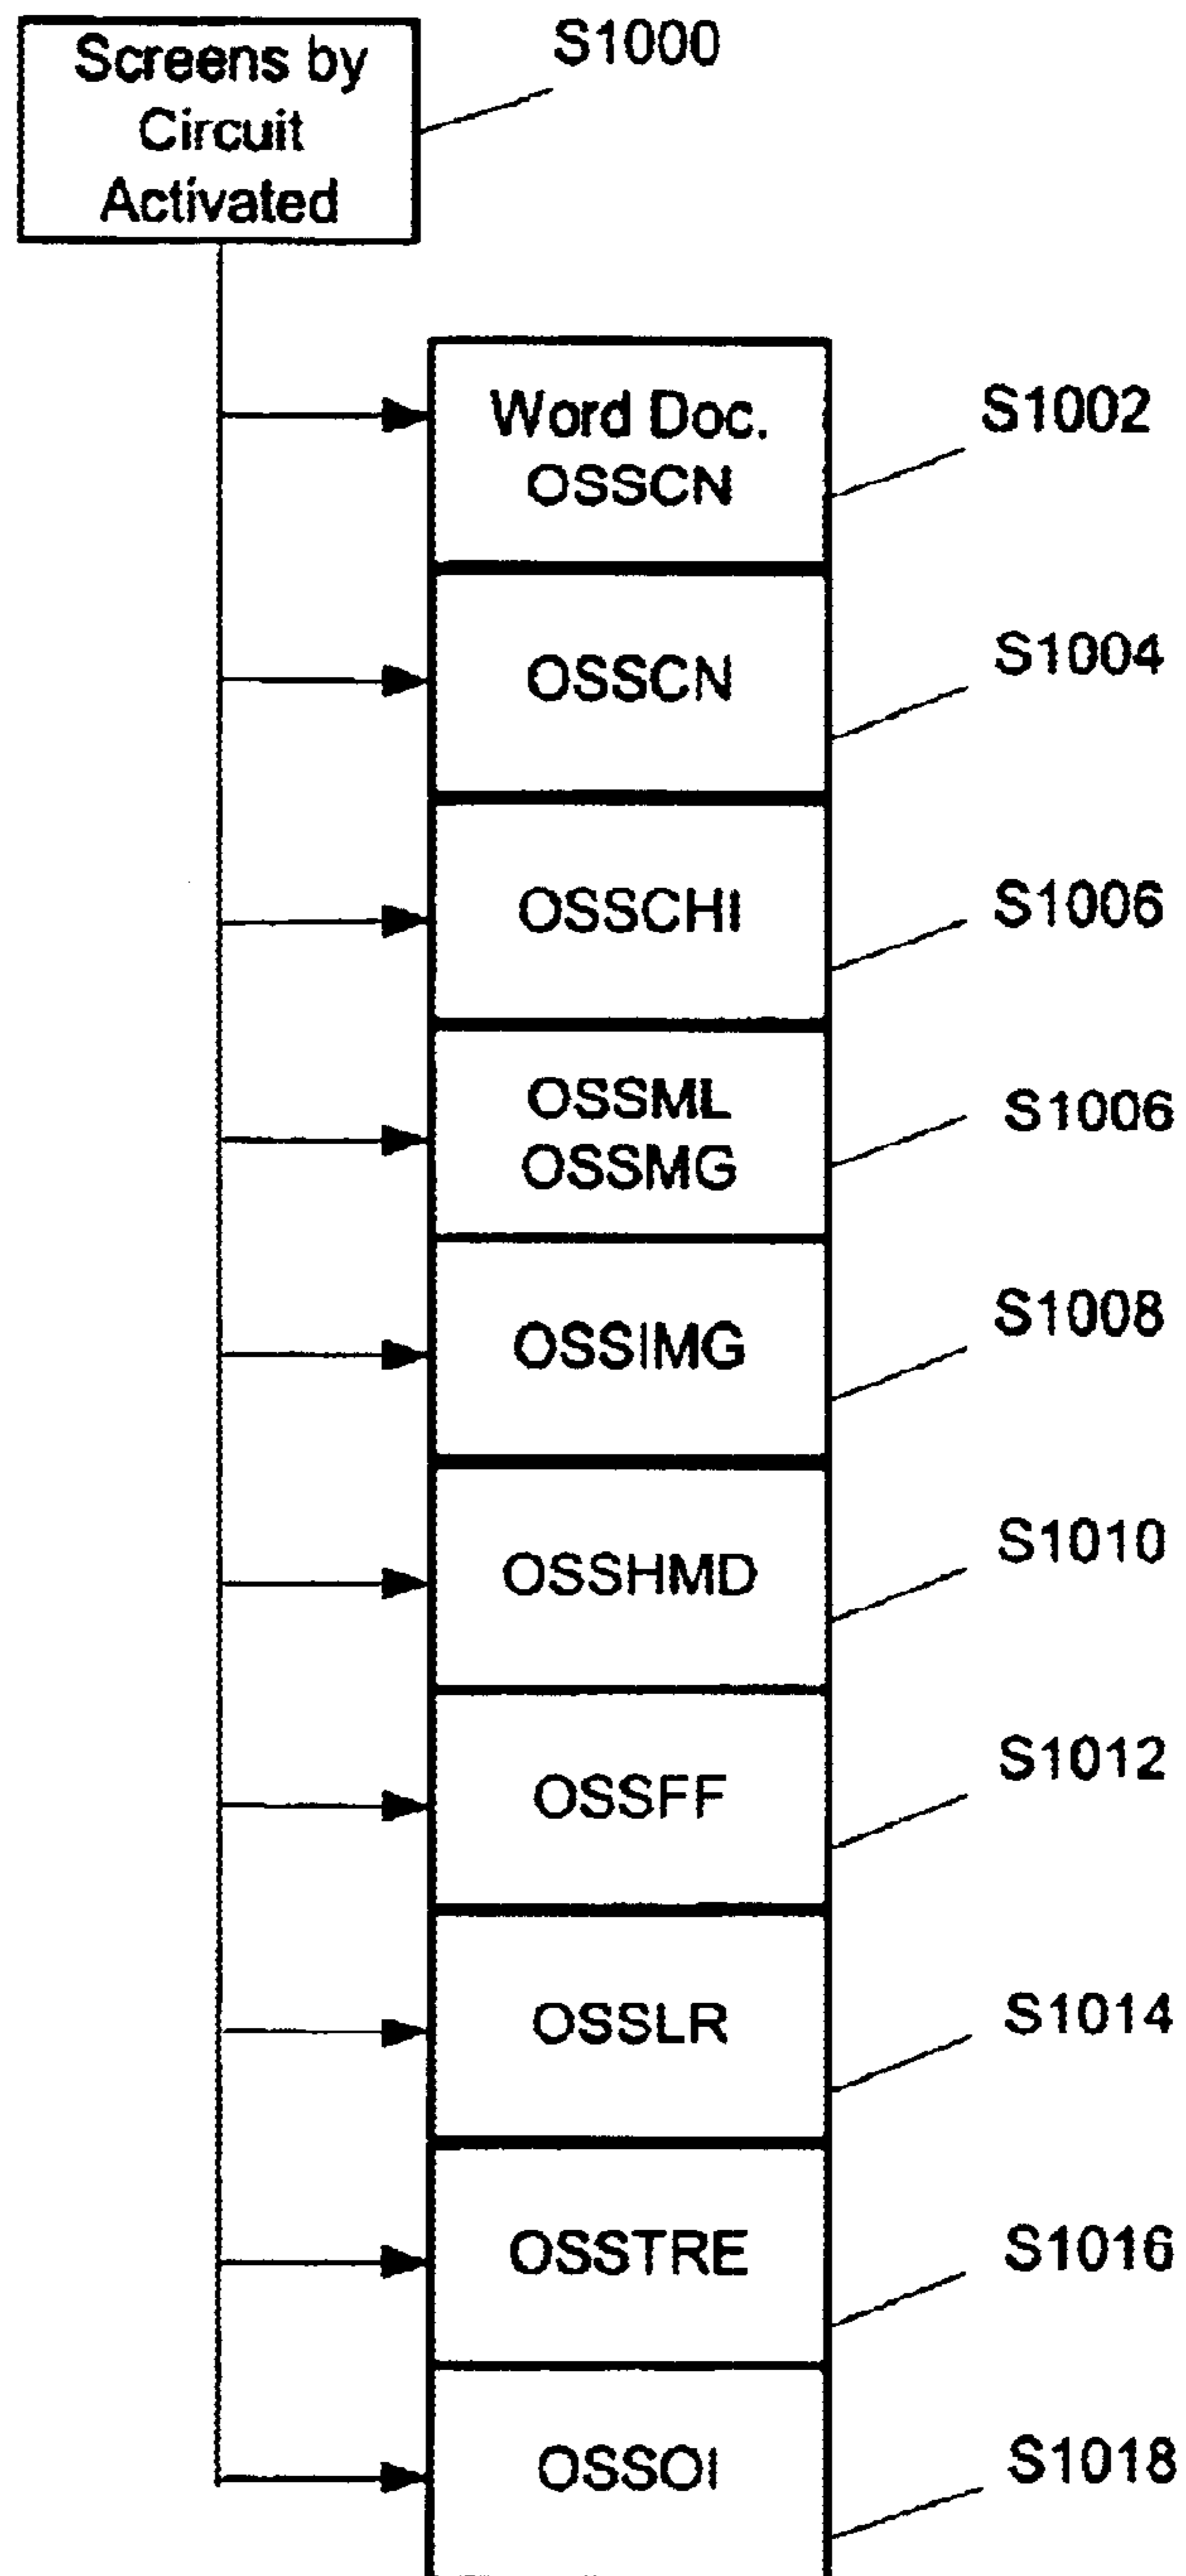 Screens by
Circuit
Activated
S1000
Word Doc.
OSSCN
S1002
OSSCN
S1004
OSSCHI
S1006
OSSML
OSSMG
S1006
OSSIMG
S1008
OSSHMD
S1010
OSSFF
S1012
OSSLR
S1014
OSSTRE
S1016
OSSOI
S1018